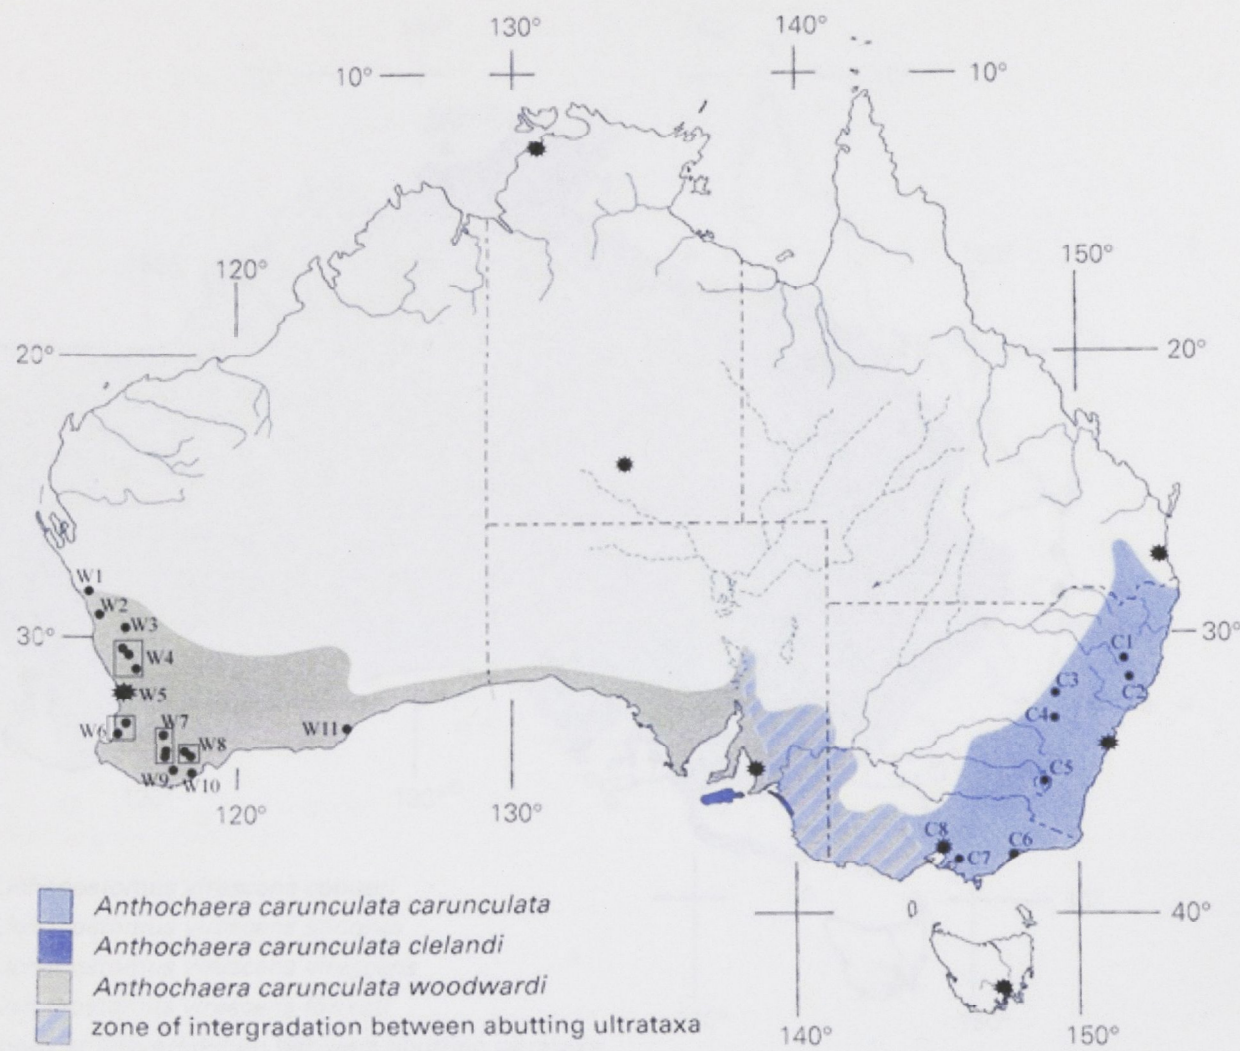 130°
140°
10°
10°
120°
150°
20°
20°
W1
W2
W3
30°
W4
W5
W6
W7
W8
W9
W10
W11
C1
30°
C2
C3
C4
C5
C8
C7
C6
120°
130°
Anthochaera carunculata carunculata
Anthochaera carunculata clelandi
Anthochaera carunculata woodwardi
zone of intergradation between abutting ultrataxa
40°
140°
150°